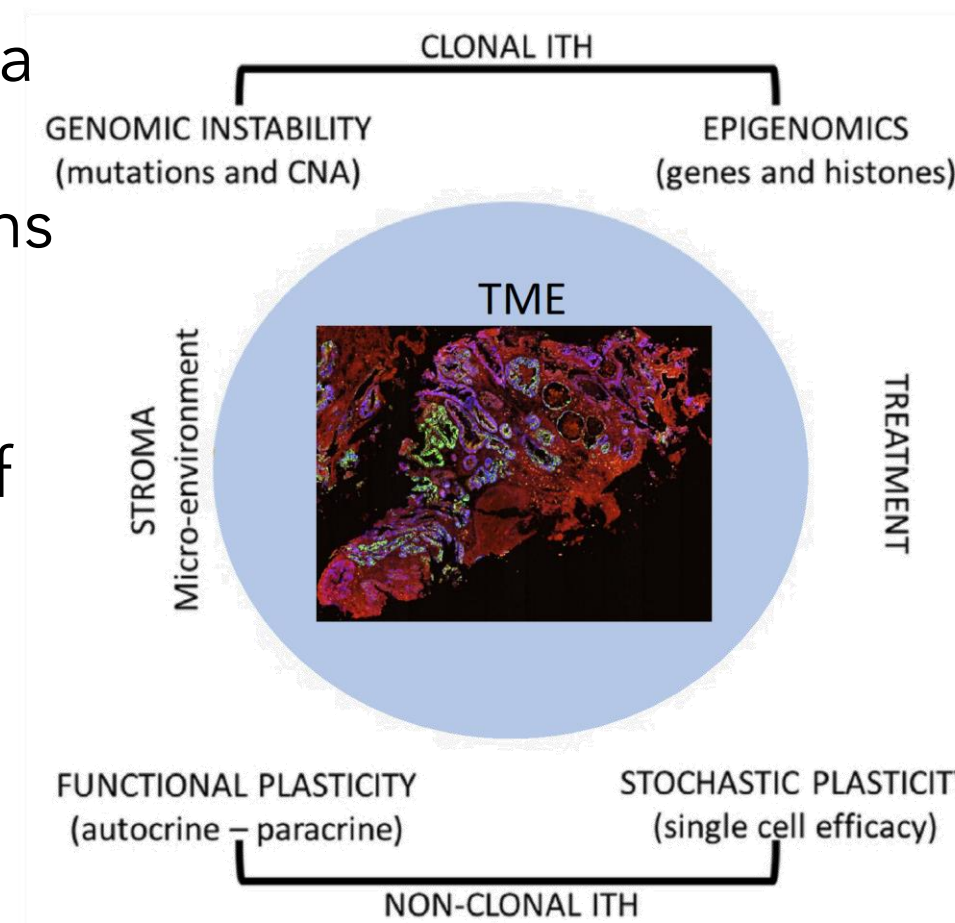 a
CLONAL ITH
GENOMIC INSTABILITY
(mutations and CNA)
EPIGENOMICS
(genes and histones)
ns
TME
STROMA
Micro-environment
TREATMENT
f
FUNCTIONAL PLASTICITY
(autocrine – paracrine)
STOCHASTIC PLASTICIT
(single cell efficacy)
NON-CLONAL ITH